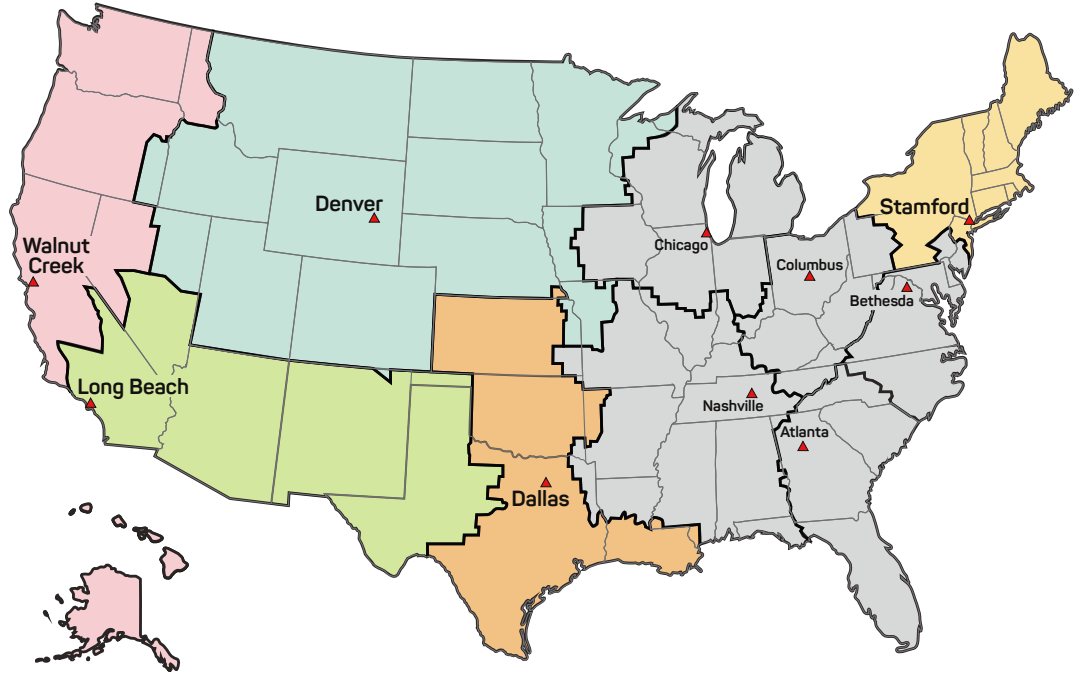 Denver
Stamford
Walnut
Creek
Chicago
Columbus
Bethesda
Long Beach
Nashville
Atlanta
Dallas